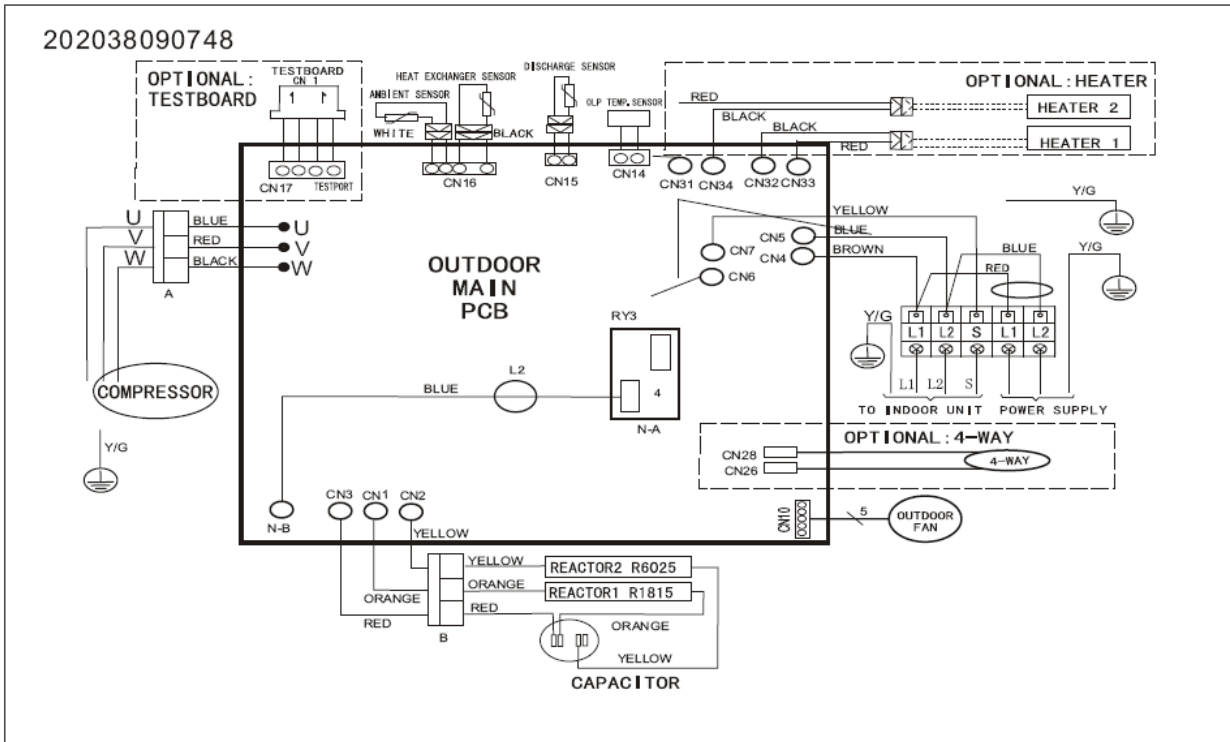 202038090748
OPTIONAL:
TESTBOARD
TESTBOARD
CN 1
1 1
CN17
TESTPORT
HEAT EXCHANGER SENSOR
AMBIENT SENSOR
WHITE
BLACK
CN16
DISCHARGE SENSOR
CN15
OLP TEMP. SENSOR
CN14
OPTIONAL:HEATER
RED
BLACK
HEATER 2
BLACK
RED
HEATER 1
CN31
CN34
CN32
CN33
U
BLUE
U
V
RED
V
W
BLACK
W
A
OUTDOOR
MAIN
PCB
YELLOW
CN5
BLUE
CN7
CN4
BROWN
CN6
Y/G
BLUE
Y/G
RED
Y/G
L1 L2 S L1 L2
L1 L2 S
TO INDOOR UNIT
POWER SUPPLY
RY3
4
N-A
L2
BLUE
COMPRESSOR
Y/G
OPTIONAL:4-WAY
CN28
CN26
4-WAY
N-B
CN3
CN1
CN2
YELLOW
CN10
5
OUTDOOR
FAN
YELLOW
REACTOR2 R6025
ORANGE
ORANGE
REACTOR1 R1815
RED
RED
B
ORANGE
YELLOW
CAPACITOR